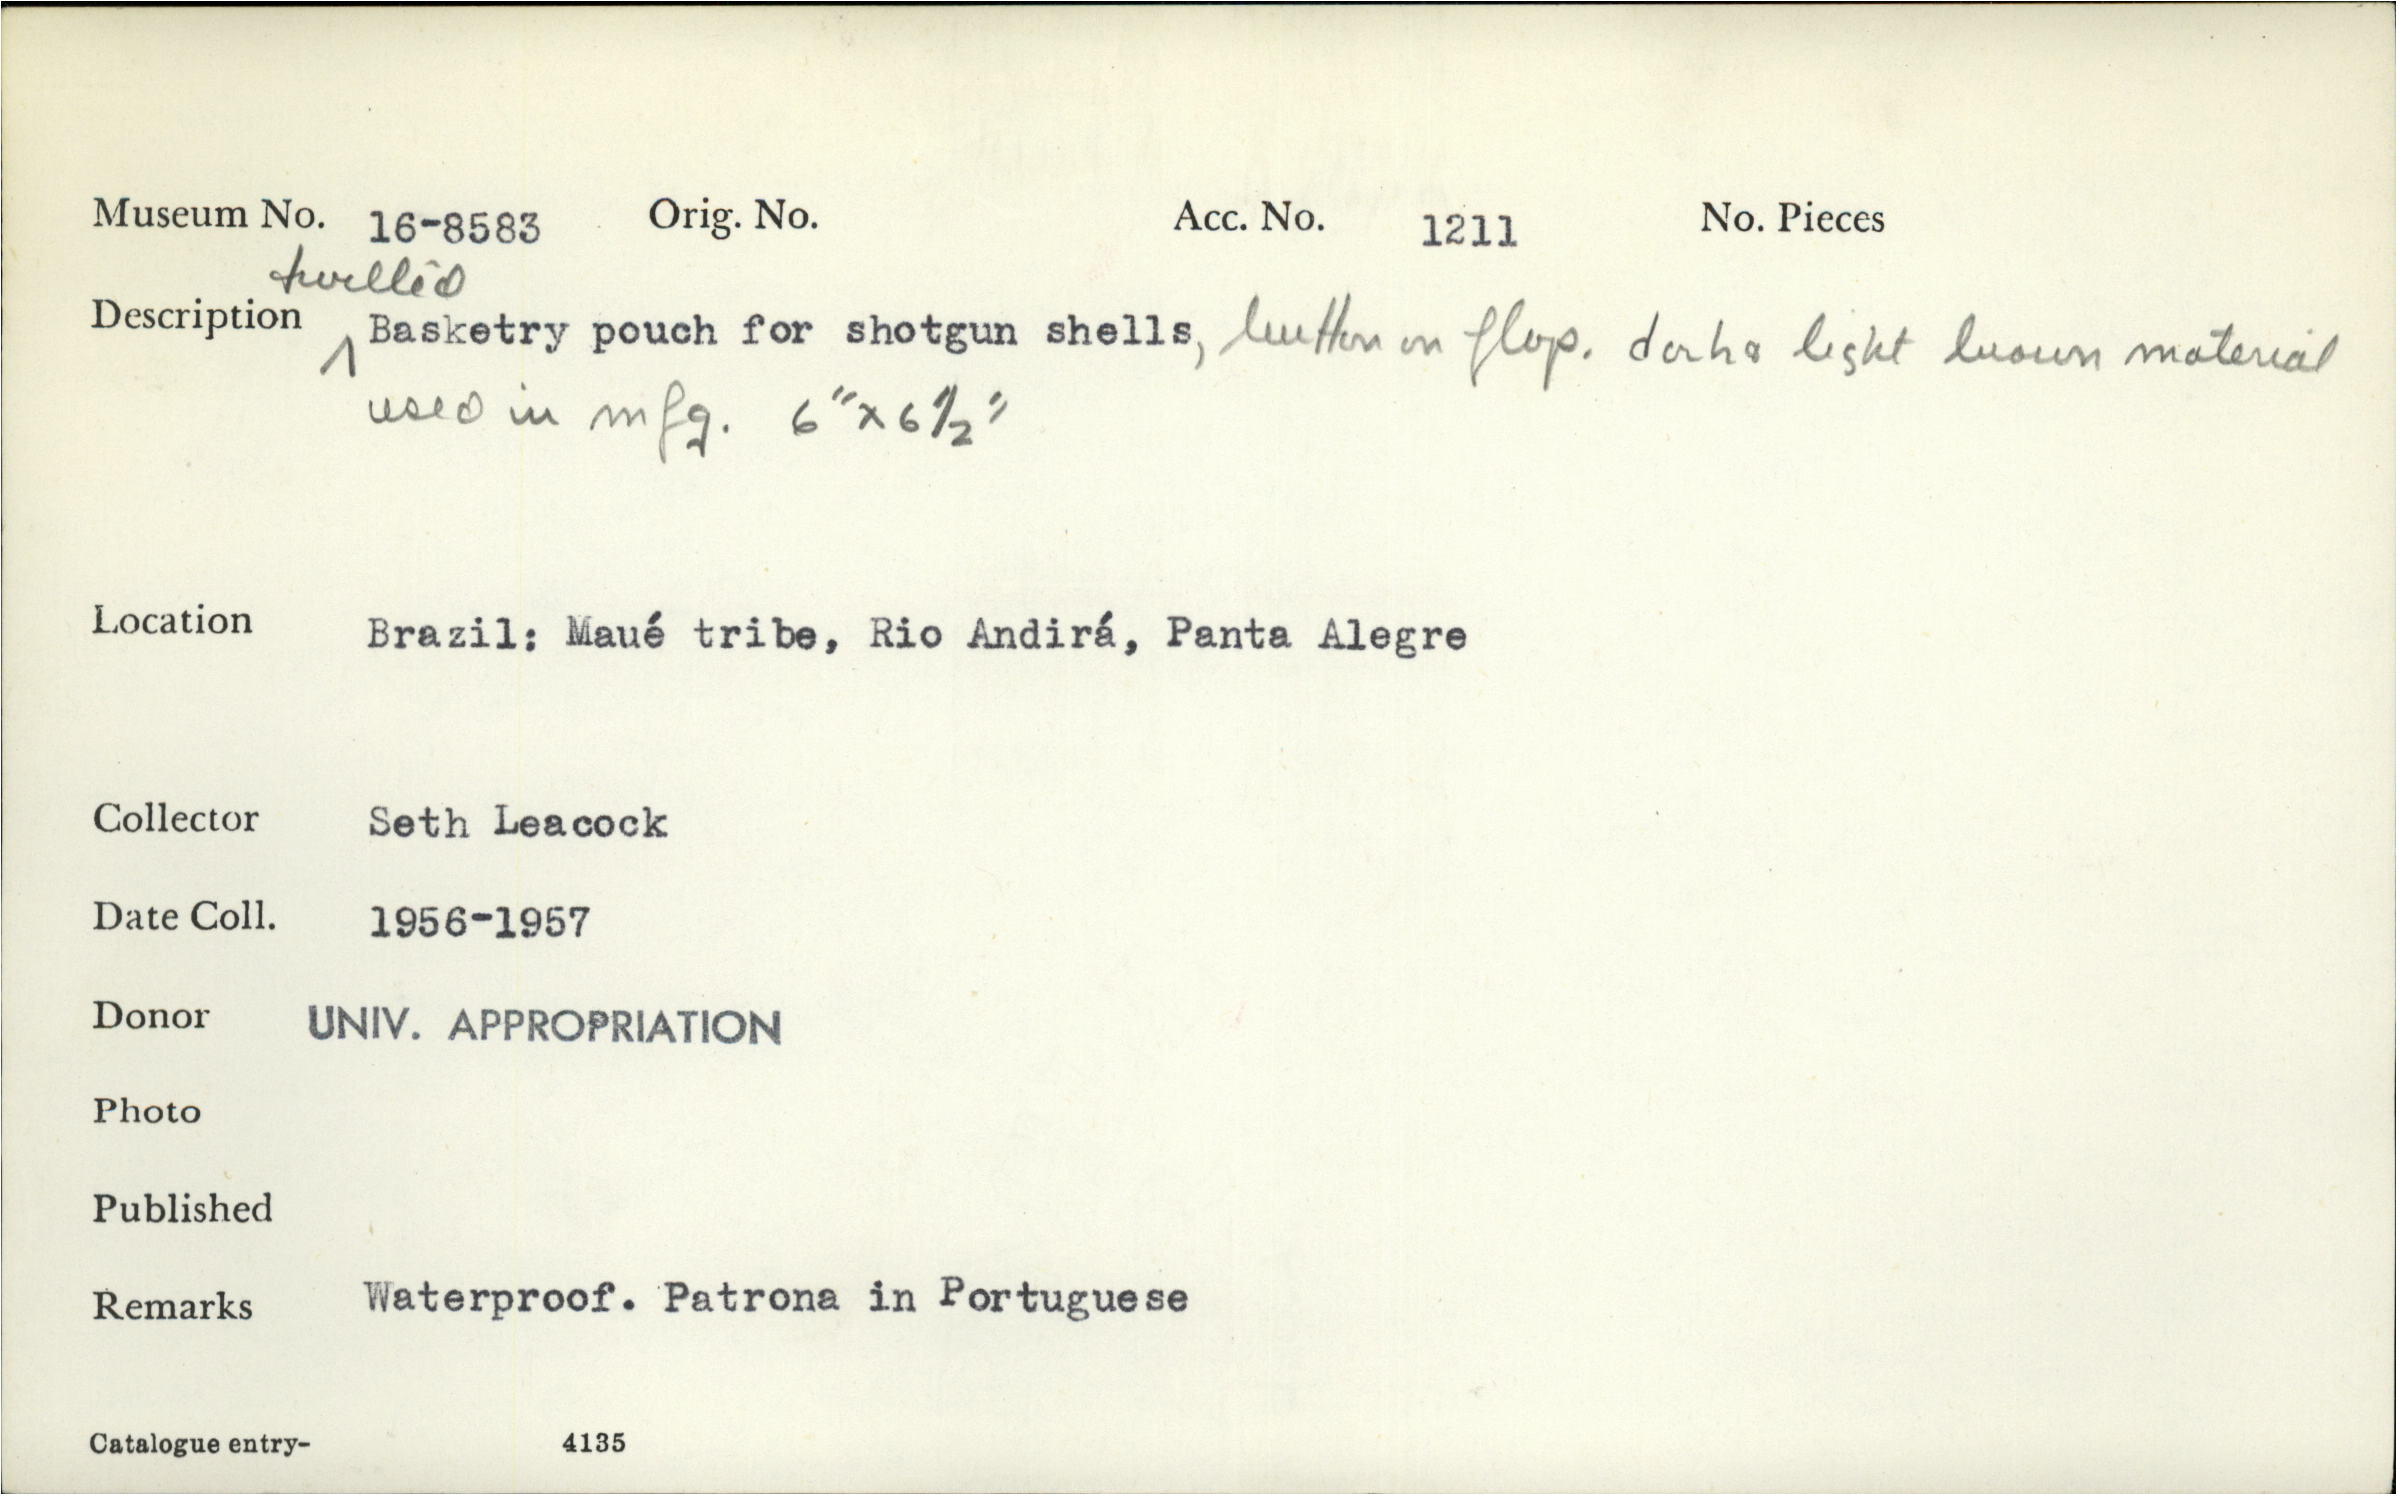 Museum No. 16-8583 Orig. No. Acc. No. 1211 No. Pieces
twilled
Description ^ Basketry pouch for shotgun shells, button on flap. dark & light brown material
used in mfg. 6" x 6 1/2"
Location Brazil: Maué tribe, Rio Andirá, Panta Alegre
Collector Seth Leacock
Date Coll. 1956-1957
Donor UNIV. APPROPRIATION
Photo
Published
Remarks Waterproof. Patrona in Portuguese
Catalogue entry- 4135